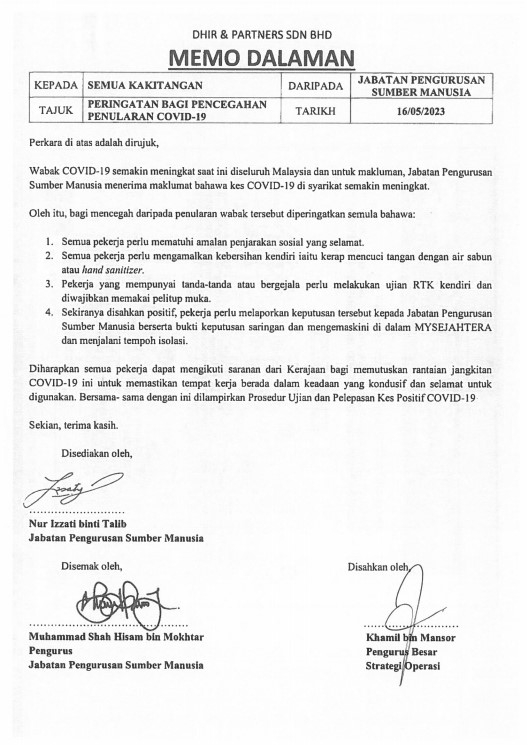 DHIR & PARTNERS SDN BHD
MEMO DALAMAN
KEPADA SEMUA KAKITANGAN DARIPADA JABATAN PENGURUSAN SUMBER MANUSIA
TAJUK PERINGATAN BAGI PENCEGAHAN PENULARAN COVID-19 TARIKH 16/05/2023
Perkara di atas adalah dirujuk,
Wabak COVID-19 semakin meningkat saat ini diseluruh Malaysia dan untuk makluman, Jabatan Pengurusan
Sumber Manusia menerima maklumat bahawa kes COVID-19 di syarikat semakin meningkat.
Oleh itu, bagi mencegah daripada penularan wabak tersebut diperingatkan semula bahawa:
1. Semua pekerja perlu mematuhi amalan penjarakan sosial yang selamat.
2. Semua pekerja perlu mengamalkan kebersihan kendiri iaitu kerap mencuci tangan dengan air sabun
atau hand sanitizer.
3. Pekerja yang mempunyai tanda-tanda atau bergejala perlu melakukan ujian RTK kendiri dan
diwajibkan memakai pelitup muka.
4. Sekiranya disahkan positif, pekerja perlu melaporkan keputusan tersebut kepada Jabatan Pengurusan
Sumber Manusia berserta bukti keputusan saringan dan mengemaskini di dalam MYSEJAHTERA
dan menjalani tempoh isolasi.
Diharapkan semua pekerja dapat mengikuti saranan dari Kerajaan bagi memutuskan rantaian jangkitan
COVID-19 ini untuk memastikan tempat kerja berada dalam keadaan yang kondusif dan selamat untuk
digunakan. Bersama- sama dengan ini dilampirkan Prosedur Ujian dan Pelepasan Kes Positif COVID-19
Sekian, terima kasih.
Disediakan oleh,
Nur Izzati binti Talib
Jabatan Pengurusan Sumber Manusia
Disemak oleh, Disahkan oleh,
Muhammad Shah Hisam bin Mokhtar Khamil bin Mansor
Pengurus Pengurus Besar
Jabatan Pengurusan Sumber Manusia Strategi Operasi